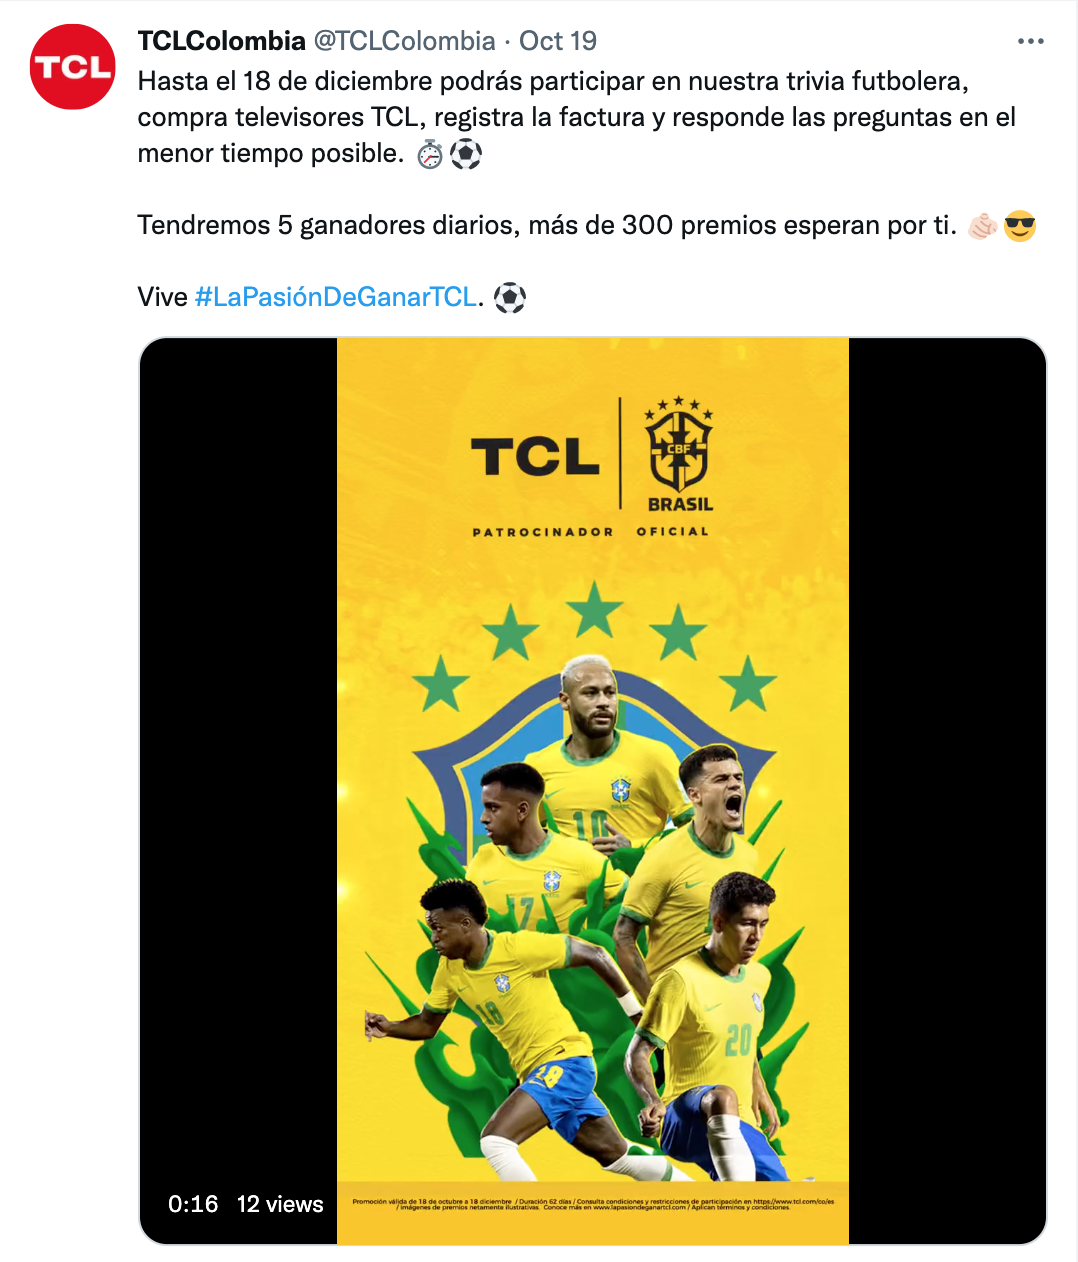 TCL
TCLColombia @TCLColombia · Oct 19
Hasta el 18 de diciembre podrás participar en nuestra trivia futbolera,
compra televisores TCL, registra la factura y responde las preguntas en el
menor tiempo posible. ⏱⚽
Tendremos 5 ganadores diarios, más de 300 premios esperan por ti. 🫵🏻😎
Vive #LaPasiónDeGanarTCL. ⚽
TCL
CBF
BRASIL
PATROCINADOR OFICIAL
10
17
18
18
20
0:16 12 views
Promoción válida de 18 de octubre a 18 diciembre / Duración 62 días / Consulta condiciones y restricciones de participación en https://www.tcl.com/co/es
/ Imágenes de premios netamente ilustrativas. Conoce más en www.lapasiondeganartcl.com / Aplican términos y condiciones.